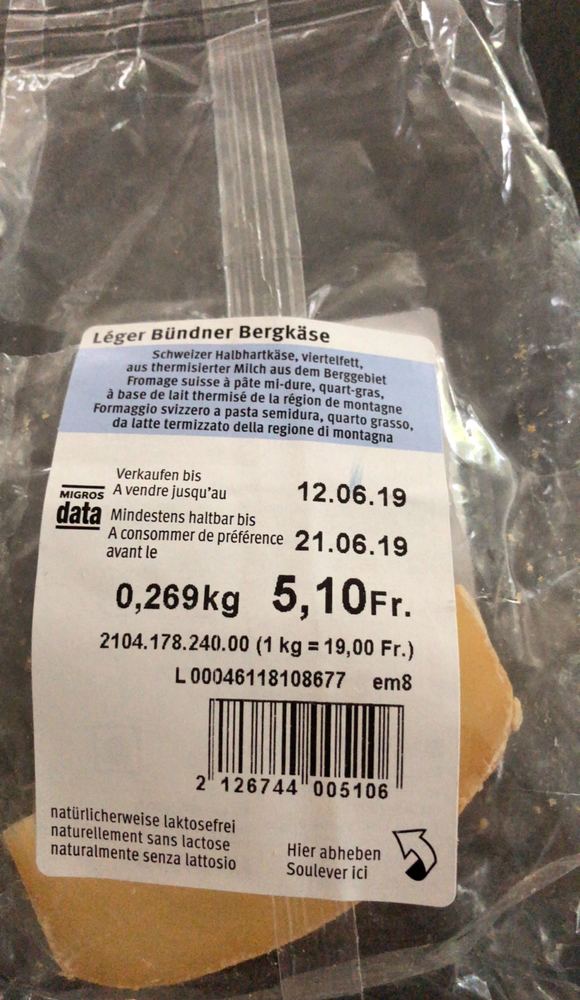 Léger Bündner Bergkäse
Schweizer Halbhartkäse, viertelfett,
aus thermisierter Milch aus dem Berggebiet
Fromage suisse à pâte mi-dure, quart-gras,
à base de lait thermisé de la région de montagne
Formaggio svizzero a pasta semidura, quarto grasso,
da latte termizzato della regione di montagna
Verkaufen bis
A vendre jusqu'au 12.06.19
MIGROS
data
Mindestens haltbar bis
A consommer de préférence 21.06.19
avant le
0,269kg 5,10Fr.
2104.178.240.00 (1 kg = 19,00 Fr.)
L 00046118108677 em8
2 126744 005106
natürlicherweise laktosefrei
naturellement sans lactose
naturalmente senza lattosio
Hier abheben
Soulever ici